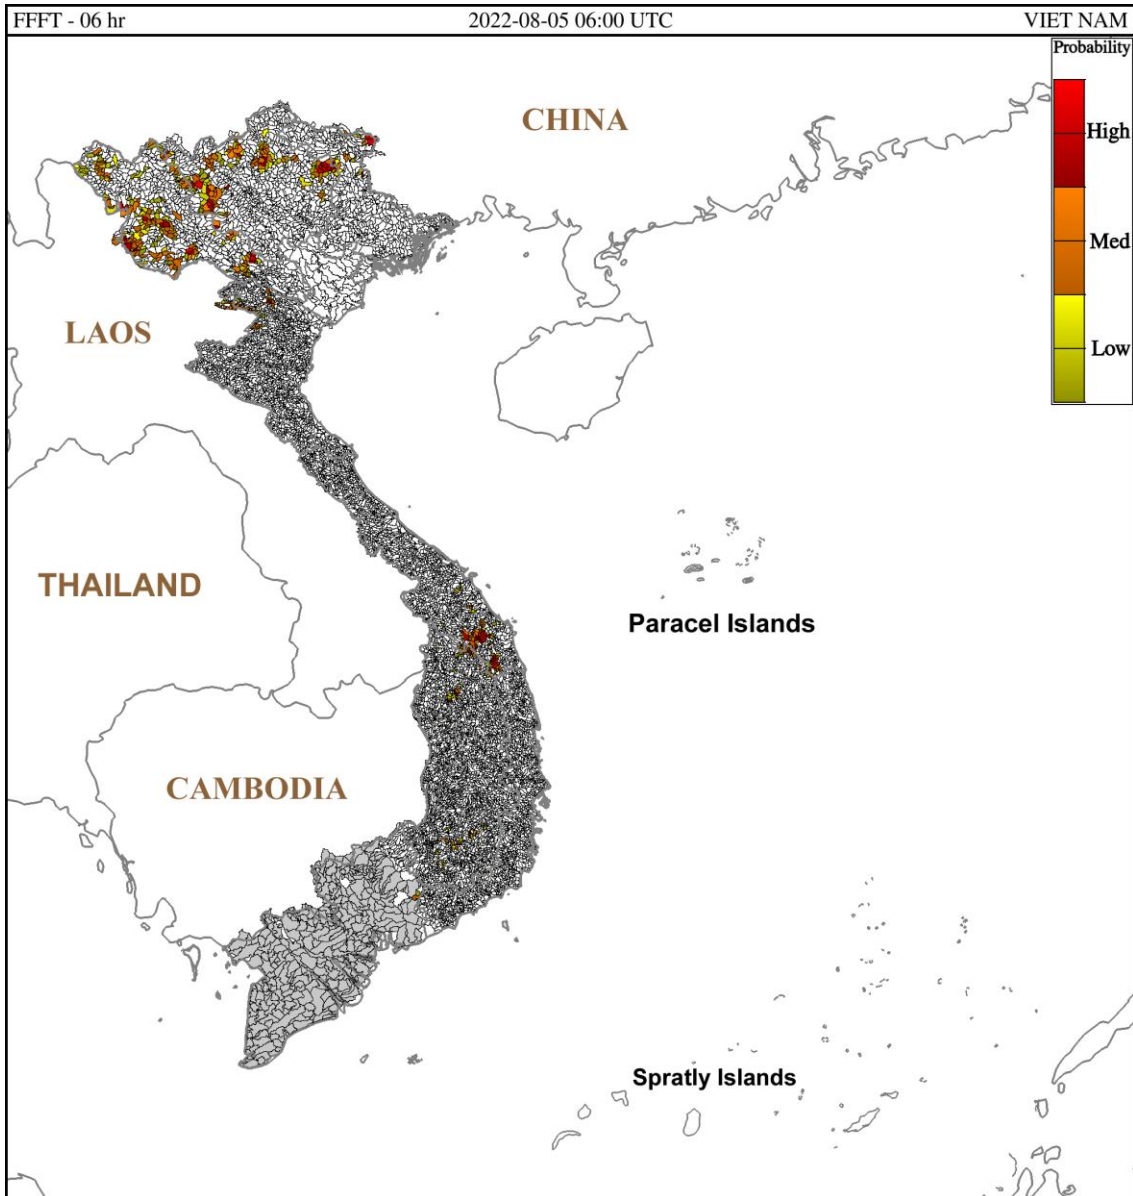 FFFT - 06 hr 2022-08-05 06:00 UTC VIET NAM
Probability
CHINA
High
Med
LAOS
Low
THAILAND
Paracel Islands
CAMBODIA
Spratly Islands